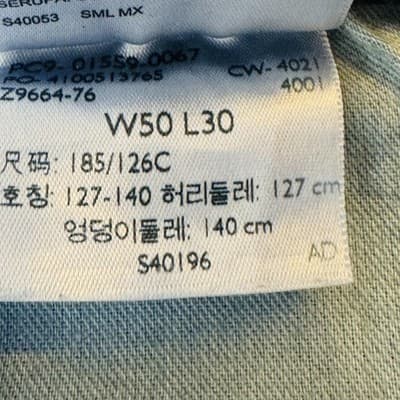 S40053 SML MX
PC9-01559-0067 CW-4021
PO-4100513765 4001
Z9664-76
W50 L30
尺码: 185/126C
호칭: 127-140 허리둘레: 127 cm
엉덩이둘레: 140 cm
S40196 AD